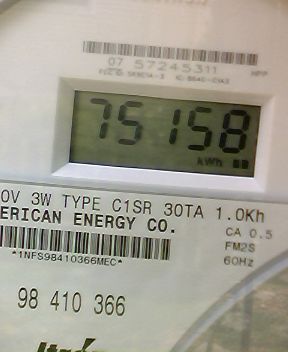 07 57245311
75158
kWh
0V 3W TYPE C1SR 30TA 1.0Kh
ERICAN ENERGY CO.
CA 0.5
FM2S
60Hz
*1NFS98410366MEC*
98 410 366
Itrón